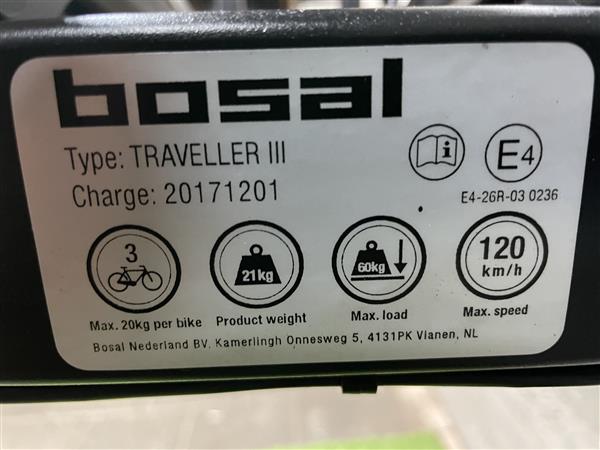 bosal
Type: TRAVELLER III
Charge: 20171201
i
E4
E4-26R-03 0236
3
Max. 20kg per bike
21kg
Product weight
60kg
Max. load
120
km/h
Max. speed
Bosal Nederland BV, Kamerlingh Onnesweg 5, 4131PK Vianen, NL